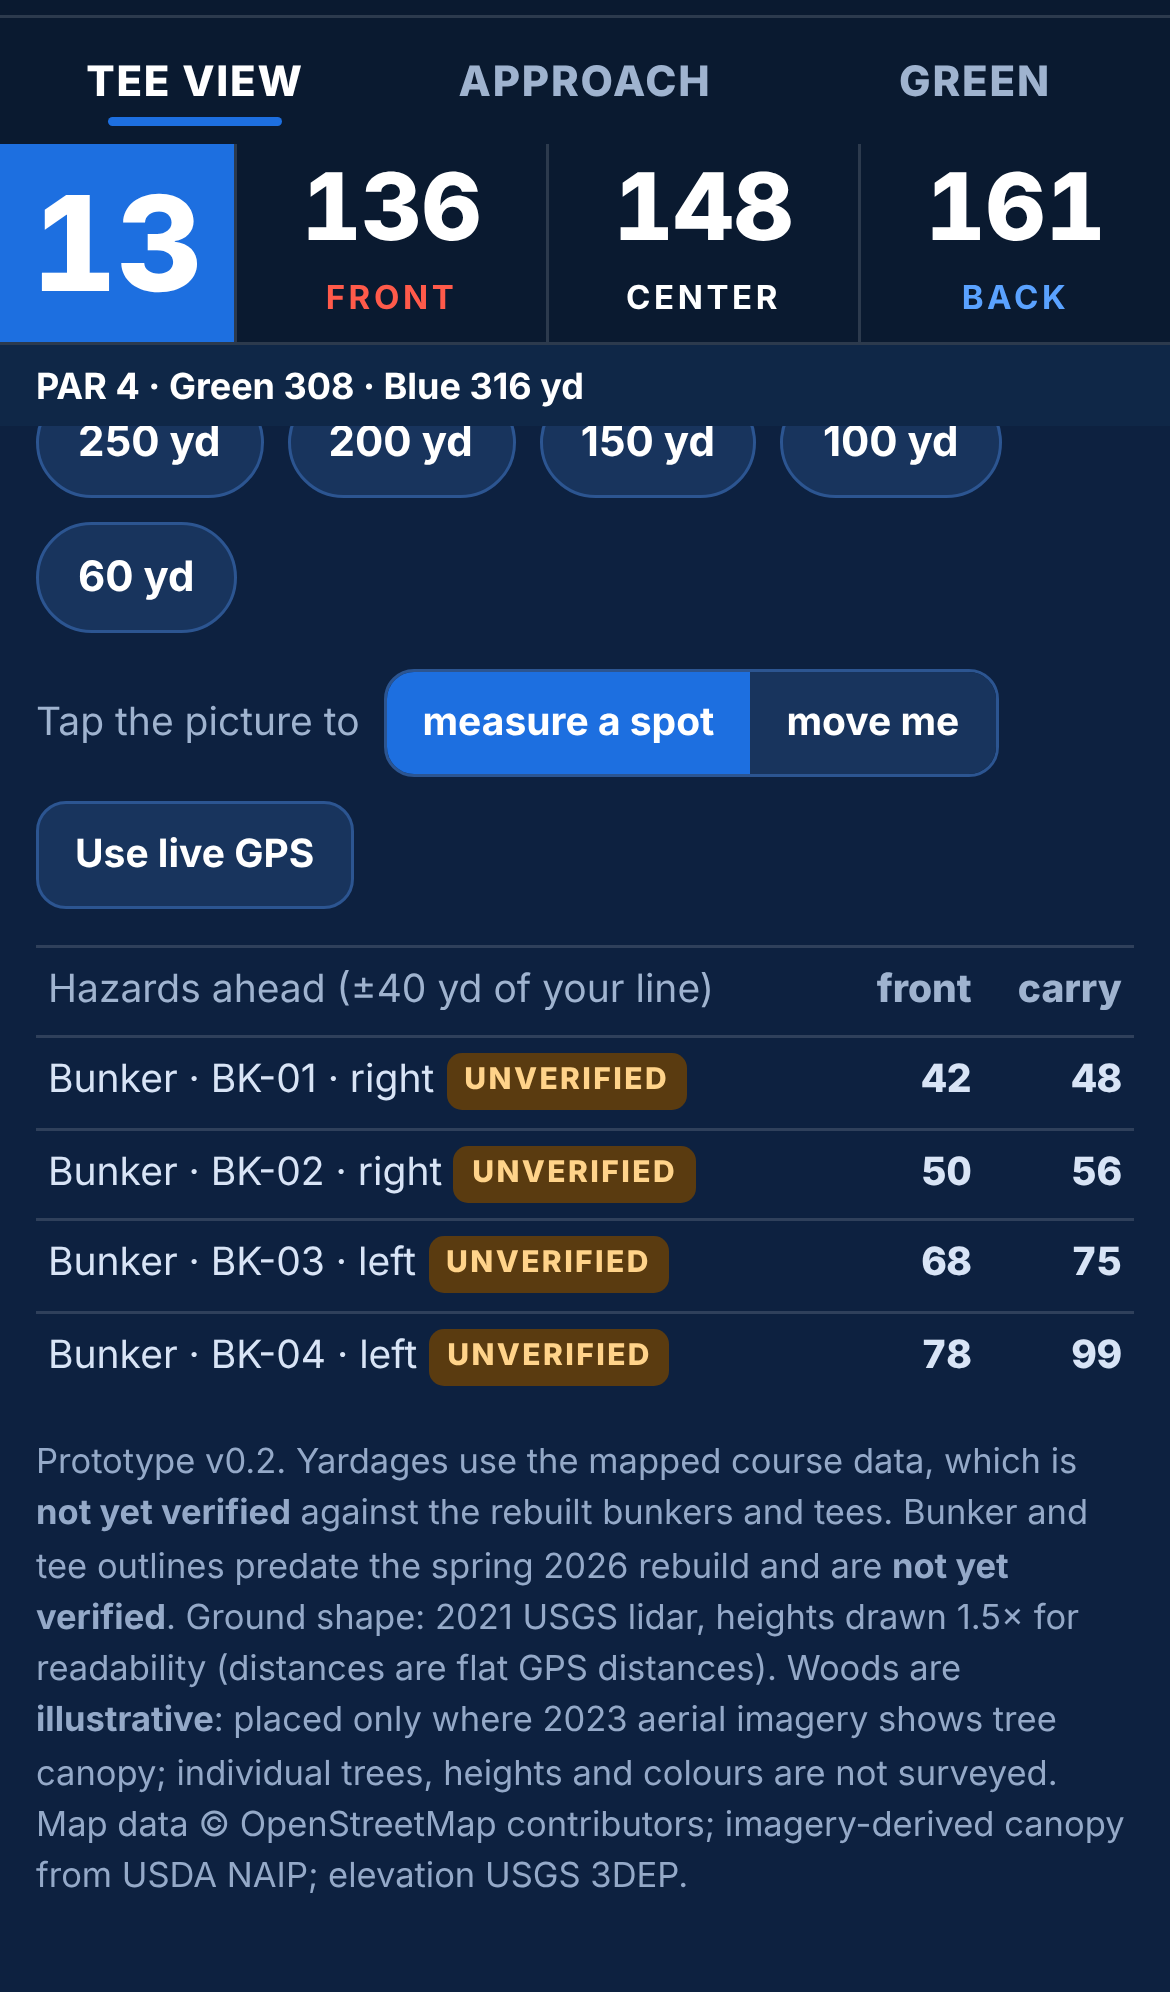 TEE VIEW APPROACH GREEN
13 136 148 161
FRONT CENTER BACK
PAR 4 · Green 308 · Blue 316 yd
250 yd 200 yd 150 yd 100 yd
60 yd
Tap the picture to measure a spot move me
Use live GPS
Hazards ahead (±40 yd of your line) front carry
Bunker · BK-01 · right UNVERIFIED 42 48
Bunker · BK-02 · right UNVERIFIED 50 56
Bunker · BK-03 · left UNVERIFIED 68 75
Bunker · BK-04 · left UNVERIFIED 78 99
Prototype v0.2. Yardages use the mapped course data, which is
not yet verified against the rebuilt bunkers and tees. Bunker and
tee outlines predate the spring 2026 rebuild and are not yet
verified. Ground shape: 2021 USGS lidar, heights drawn 1.5× for
readability (distances are flat GPS distances). Woods are
illustrative: placed only where 2023 aerial imagery shows tree
canopy; individual trees, heights and colours are not surveyed.
Map data © OpenStreetMap contributors; imagery-derived canopy
from USDA NAIP; elevation USGS 3DEP.